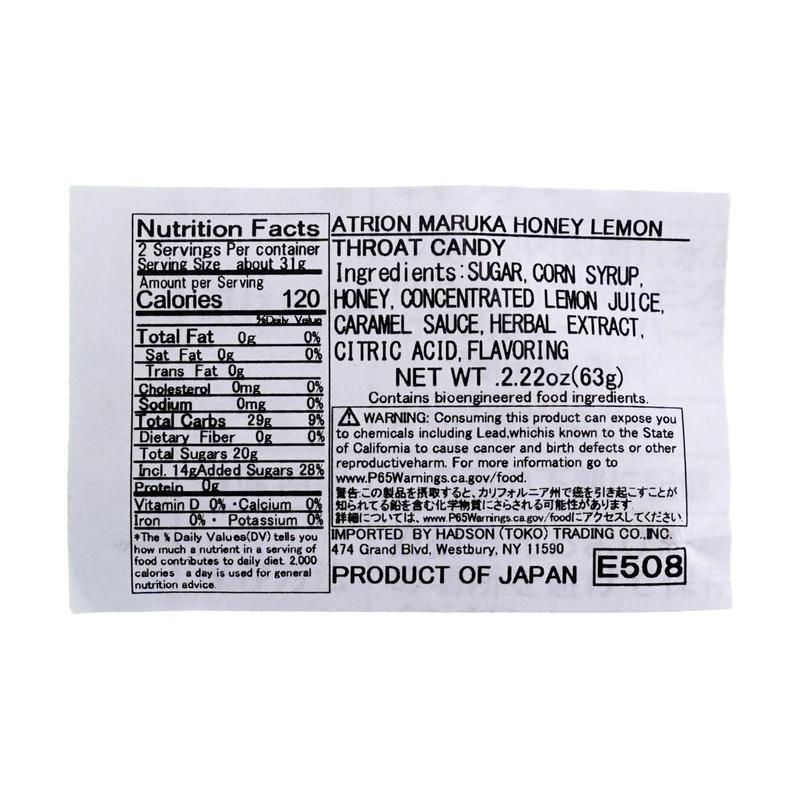 Nutrition Facts
2 Servings Per container
Serving Size about 31g
Amount per Serving
Calories 120
%Daily Value
Total Fat 0g 0%
Sat Fat 0g 0%
Trans Fat 0g
Cholesterol 0mg 0%
Sodium 0mg 0%
Total Carbs 29g 9%
Dietary Fiber 0g 0%
Total Sugars 20g
Incl. 14gAdded Sugars 28%
Protein 0g
Vitamin D 0% ・Calcium 0%
Iron 0% ・ Potassium 0%
*The % Daily Values(DV) tells you
how much a nutrient in a serving of
food contributes to daily diet. 2,000
calories a day is used for general
nutrition advice.
ATRION MARUKA HONEY LEMON
THROAT CANDY
Ingredients:SUGAR, CORN SYRUP,
HONEY, CONCENTRATED LEMON JUICE,
CARAMEL SAUCE, HERBAL EXTRACT,
CITRIC ACID, FLAVORING
NET WT .2.22oz(63g)
Contains bioengineered food ingredients.
⚠ WARNING: Consuming this product can expose you
to chemicals including Lead,whichis known to the State
of California to cause cancer and birth defects or other
reproductiveharm. For more information go to
www.P65Warnings.ca.gov/food.
警告:この製品を摂取すると、カリフォルニア州で癌を引き起こすことが
知られてる鉛を含む化学物質にさらされる可能性があります.
詳細については、www.P65Warnings.ca.gov/foodにアクセスしてください
IMPORTED BY HADSON (TOKO) TRADING CO.,INC.
474 Grand Blvd, Westbury, NY 11590
PRODUCT OF JAPAN E508